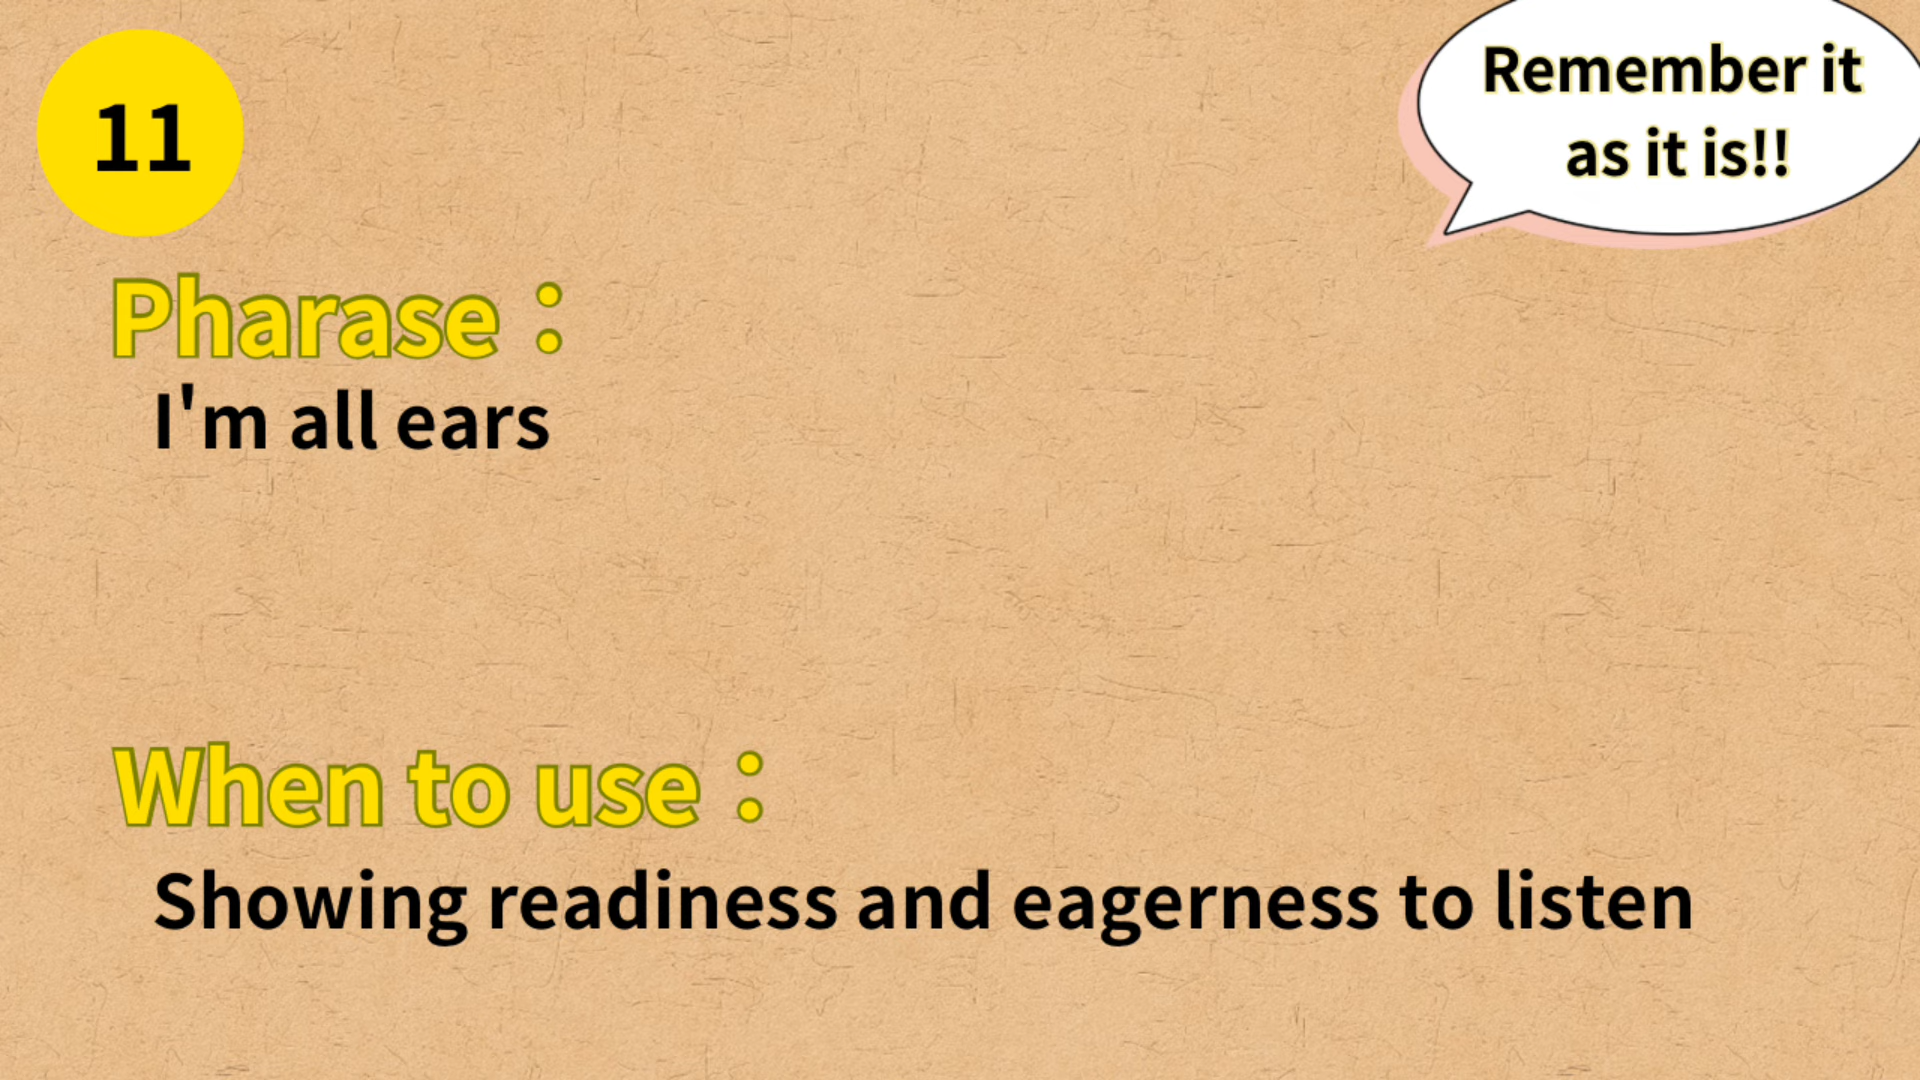 11
Remember it
as it is!!
Pharase：
I'm all ears
When to use：
Showing readiness and eagerness to listen